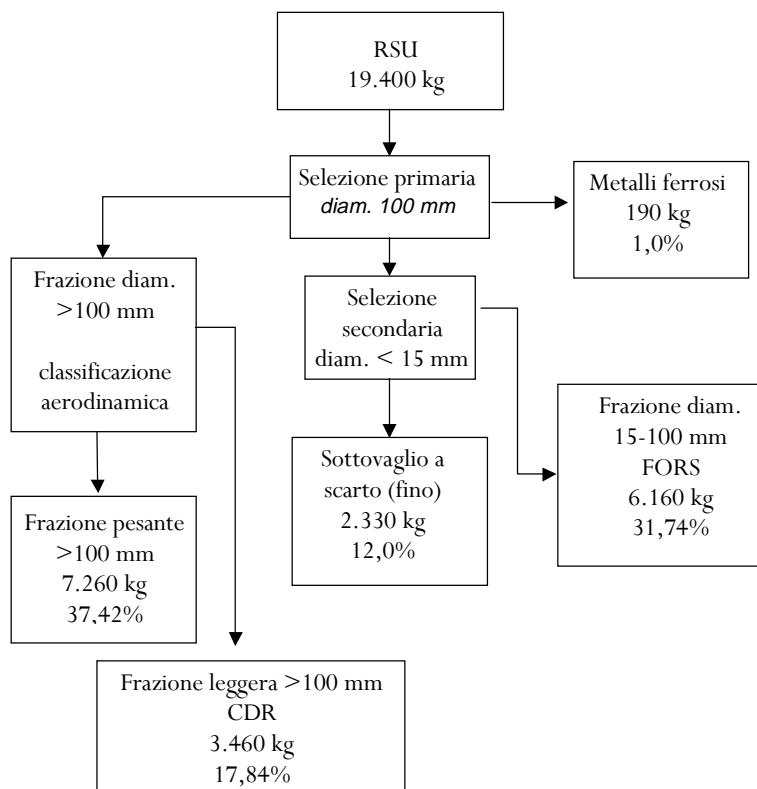 RSU
19.400 kg
Selezione primaria
diam. 100 mm
Metalli ferrosi
190 kg
1,0%
Frazione diam.
>100 mm
classificazione
aerodinamica
Selezione
secondaria
diam. < 15 mm
Frazione diam.
15-100 mm
FORS
6.160 kg
31,74%
Sottovaglio a
scarto (fino)
2.330 kg
12,0%
Frazione pesante
>100 mm
7.260 kg
37,42%
Frazione leggera >100 mm
CDR
3.460 kg
17,84%